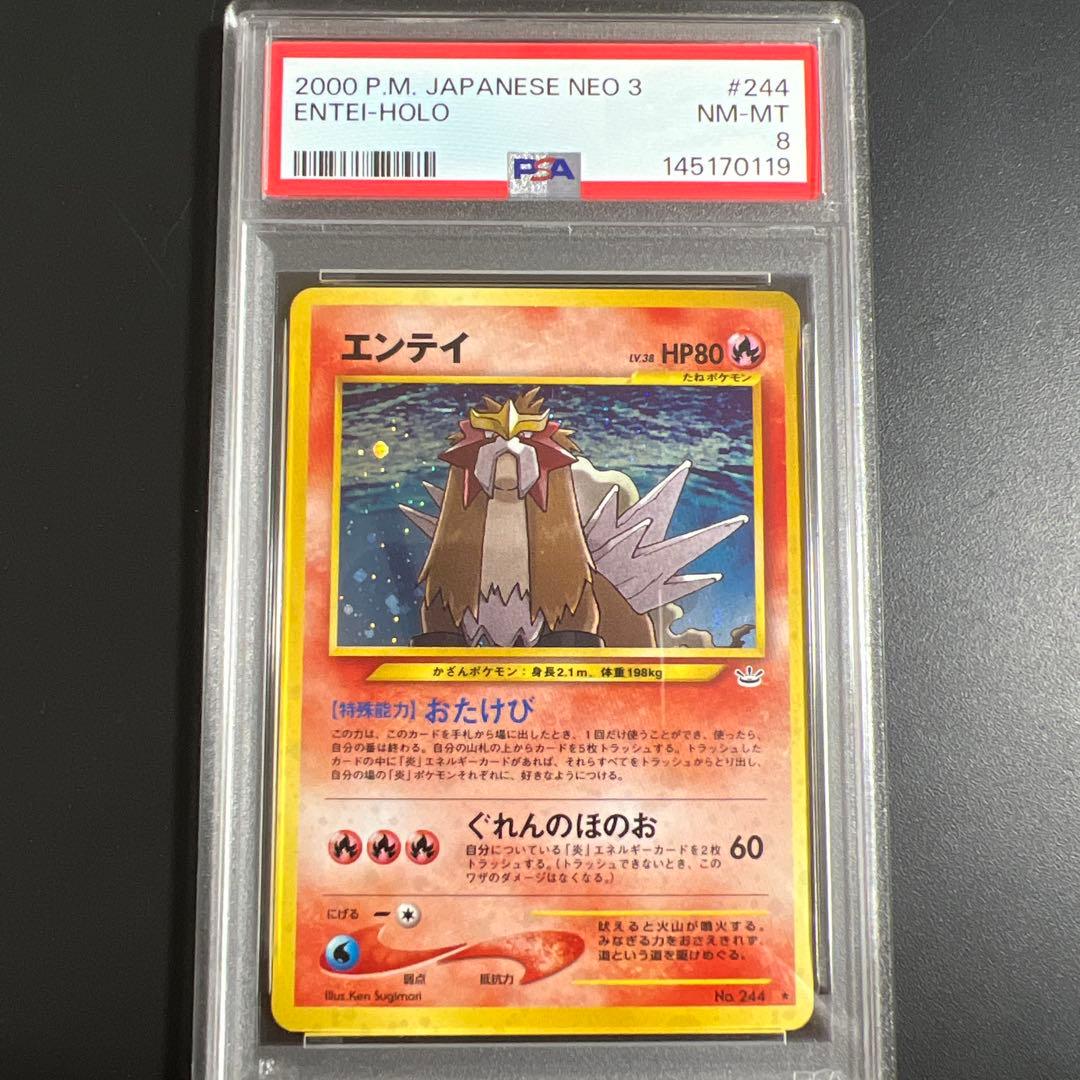 2000 P.M. JAPANESE NEO 3 #244
ENTEI-HOLO NM-MT
8
PSA 145170119
エンテイ LV.38 HP80
たねポケモン
かざんポケモン：身長2.1m、体重198kg
【特殊能力】おたけび
この力は、このカードを手札から場に出したとき、1回だけ使うことができ、使ったら、
自分の番は終わる。自分の山札の上からカードを5枚トラッシュする。トラッシュした
カードの中に「炎」エネルギーカードがあれば、それらすべてをトラッシュからとり出し、
自分の場の「炎」ポケモンそれぞれに、好きなようにつける。
ぐれんのほのお
自分についている「炎」エネルギーカードを2枚
トラッシュする。（トラッシュできないとき、この
ワザのダメージはなくなる。）
60
にげる
弱点 抵抗力
吠えると火山が噴火する。
みなぎる力をおさえきれず、
道という道を駆けめぐる。
Illus.Ken Sugimori No.244 ★